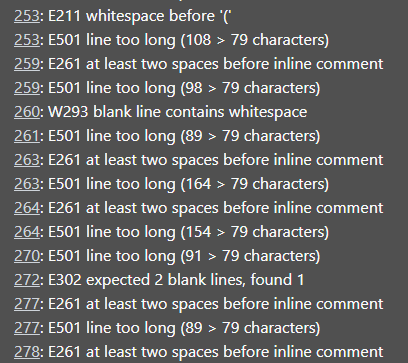 253: E211 whitespace before '('
253: E501 line too long (108 > 79 characters)
259: E261 at least two spaces before inline comment
259: E501 line too long (98 > 79 characters)
260: W293 blank line contains whitespace
261: E501 line too long (89 > 79 characters)
263: E261 at least two spaces before inline comment
263: E501 line too long (164 > 79 characters)
264: E261 at least two spaces before inline comment
264: E501 line too long (154 > 79 characters)
270: E501 line too long (91 > 79 characters)
272: E302 expected 2 blank lines, found 1
277: E261 at least two spaces before inline comment
277: E501 line too long (89 > 79 characters)
278: E261 at least two spaces before inline comment